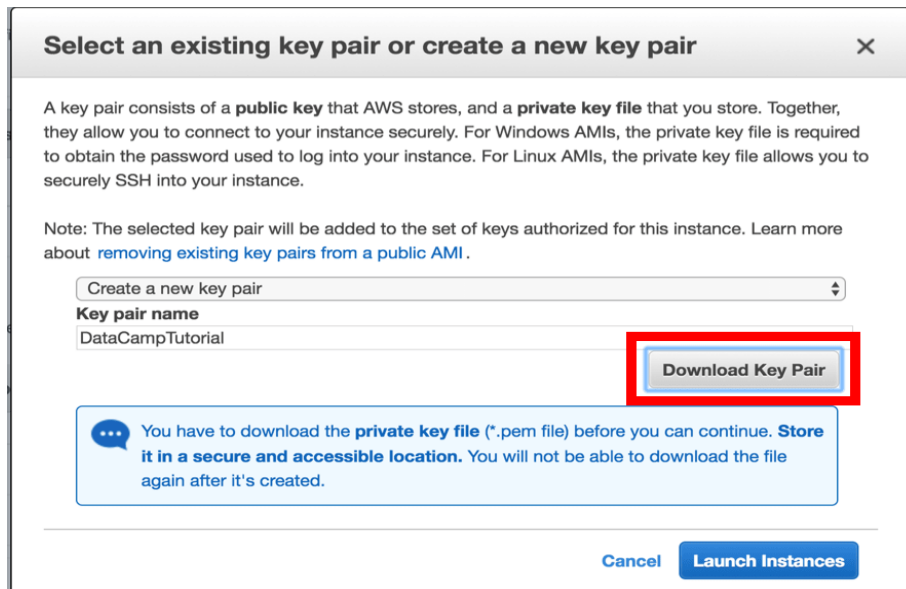 Select an existing key pair or create a new key pair
A key pair consists of a public key that AWS stores, and a private key file that you store. Together,
they allow you to connect to your instance securely. For Windows AMIs, the private key file is required
to obtain the password used to log into your instance. For Linux AMIs, the private key file allows you to
securely SSH into your instance.
Note: The selected key pair will be added to the set of keys authorized for this instance. Learn more
about removing existing key pairs from a public AMI.
Create a new key pair
Key pair name
DataCampTutorial
Download Key Pair
You have to download the private key file (*.pem file) before you can continue. Store
it in a secure and accessible location. You will not be able to download the file
again after it's created.
Cancel Launch Instances